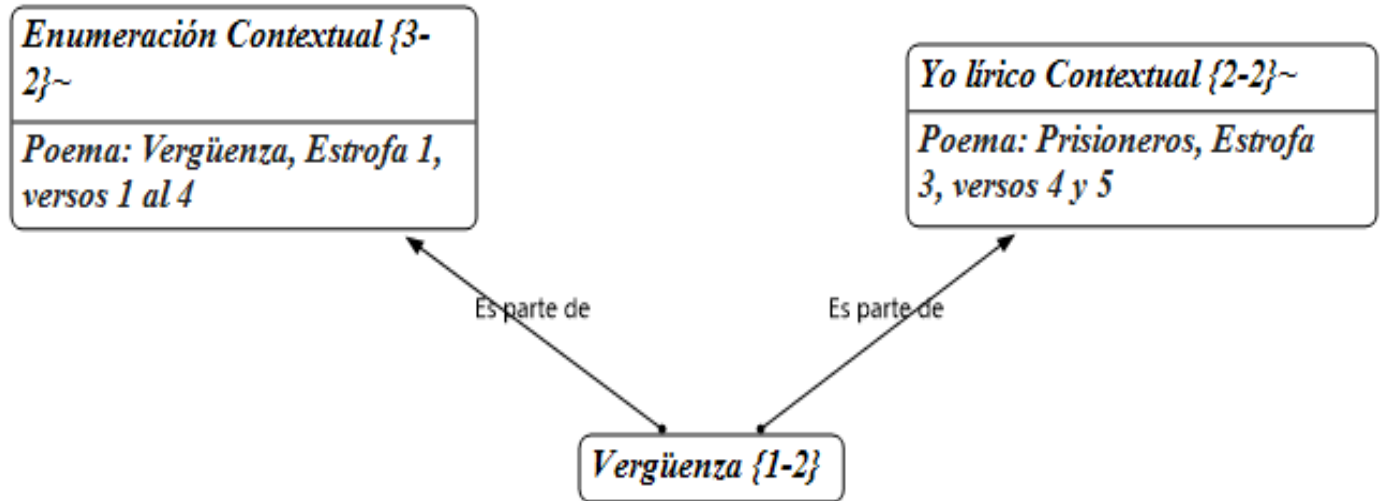 Enumeración Contextual {3-
2}~
Poema: Vergüenza, Estrofa 1,
versos 1 al 4
Yo lírico Contextual {2-2}~
Poema: Prisioneros, Estrofa
3, versos 4 y 5
Es parte de
Es parte de
Vergüenza {1-2}